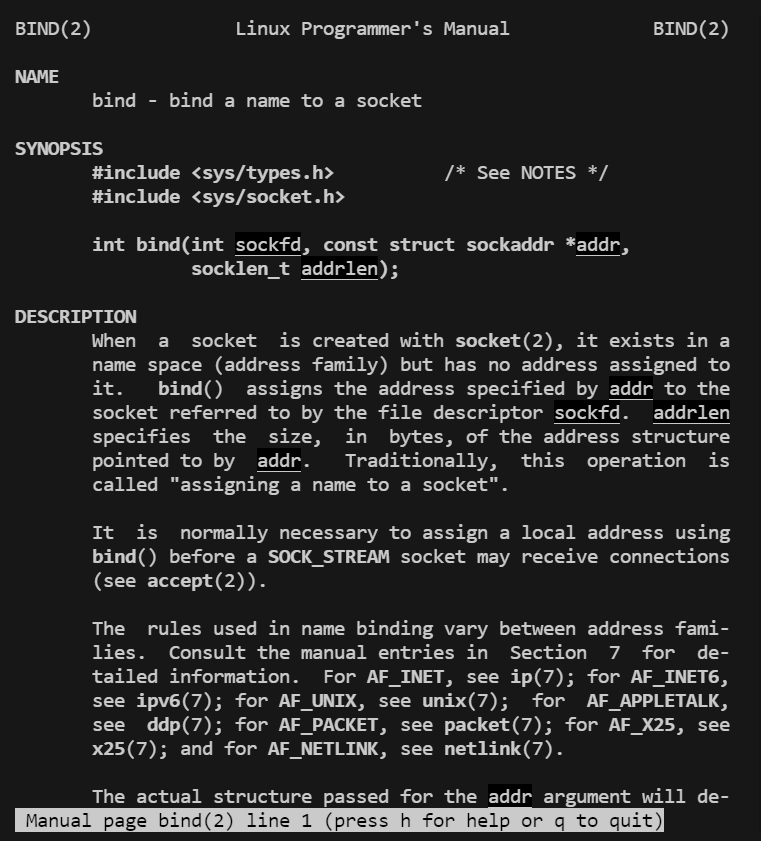 BIND(2)             Linux Programmer's Manual             BIND(2)
NAME
bind - bind a name to a socket
SYNOPSIS
#include <sys/types.h>          /* See NOTES */
#include <sys/socket.h>
int bind(int sockfd, const struct sockaddr *addr,
socklen_t addrlen);
DESCRIPTION
When  a  socket  is created with socket(2), it exists in a
name space (address family) but has no address assigned to
it.   bind()  assigns the address specified by addr to the
socket referred to by the file descriptor sockfd.  addrlen
specifies  the  size,  in  bytes, of the address structure
pointed to by  addr.   Traditionally,  this  operation  is
called "assigning a name to a socket".
It  is  normally necessary to assign a local address using
bind() before a SOCK_STREAM socket may receive connections
(see accept(2)).
The  rules used in name binding vary between address fami-
lies.  Consult the manual entries in  Section  7  for  de-
tailed information.  For AF_INET, see ip(7); for AF_INET6,
see ipv6(7); for AF_UNIX, see unix(7);  for  AF_APPLETALK,
see  ddp(7); for AF_PACKET, see packet(7); for AF_X25, see
x25(7); and for AF_NETLINK, see netlink(7).
The actual structure passed for the addr argument will de-
Manual page bind(2) line 1 (press h for help or q to quit)